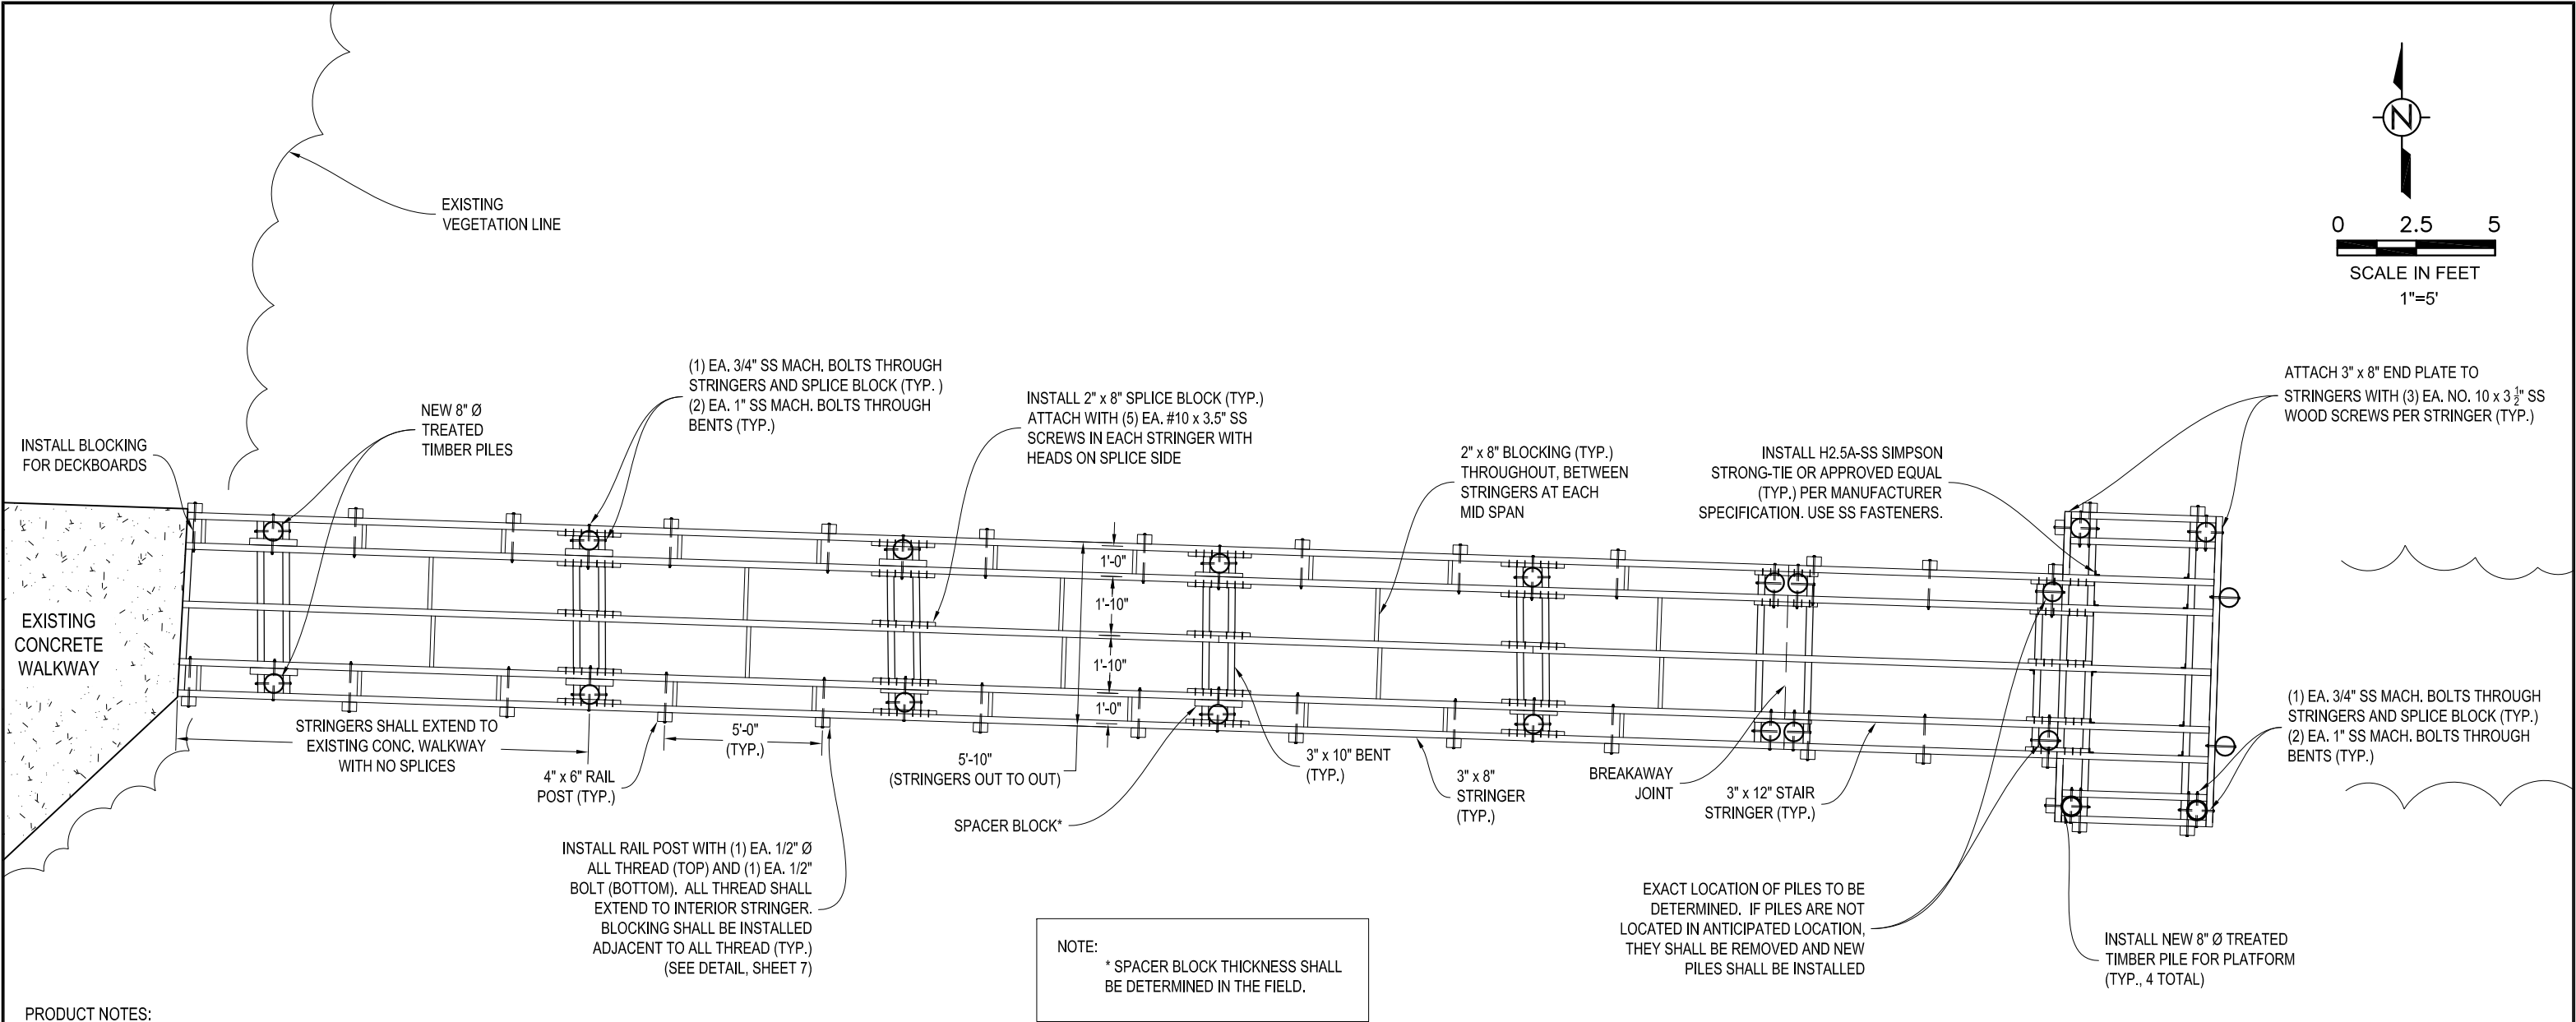 N
0 2.5 5
SCALE IN FEET
1"=5'
EXISTING
VEGETATION LINE
(1) EA. 3/4" SS MACH. BOLTS THROUGH
STRINGERS AND SPLICE BLOCK (TYP. )
(2) EA. 1" SS MACH. BOLTS THROUGH
BENTS (TYP.)
ATTACH 3" x 8" END PLATE TO
STRINGERS WITH (3) EA. NO. 10 x 3 1/2" SS
WOOD SCREWS PER STRINGER (TYP.)
INSTALL 2" x 8" SPLICE BLOCK (TYP.)
ATTACH WITH (5) EA. #10 x 3.5" SS
SCREWS IN EACH STRINGER WITH
HEADS ON SPLICE SIDE
NEW 8" Ø
TREATED
TIMBER PILES
INSTALL BLOCKING
FOR DECKBOARDS
2" x 8" BLOCKING (TYP.)
THROUGHOUT, BETWEEN
STRINGERS AT EACH
MID SPAN
INSTALL H2.5A-SS SIMPSON
STRONG-TIE OR APPROVED EQUAL
(TYP.) PER MANUFACTURER
SPECIFICATION. USE SS FASTENERS.
EXISTING
CONCRETE
WALKWAY
1'-0"
1'-10"
1'-10"
1'-0"
STRINGERS SHALL EXTEND TO
EXISTING CONC. WALKWAY
WITH NO SPLICES
5'-0"
(TYP.)
4" x 6" RAIL
POST (TYP.)
5'-10"
(STRINGERS OUT TO OUT)
3" x 10" BENT
(TYP.)
3" x 8"
STRINGER
(TYP.)
BREAKAWAY
JOINT
3" x 12" STAIR
STRINGER (TYP.)
(1) EA. 3/4" SS MACH. BOLTS THROUGH
STRINGERS AND SPLICE BLOCK (TYP.)
(2) EA. 1" SS MACH. BOLTS THROUGH
BENTS (TYP.)
SPACER BLOCK*
INSTALL RAIL POST WITH (1) EA. 1/2" Ø
ALL THREAD (TOP) AND (1) EA. 1/2"
BOLT (BOTTOM). ALL THREAD SHALL
EXTEND TO INTERIOR STRINGER.
BLOCKING SHALL BE INSTALLED
ADJACENT TO ALL THREAD (TYP.)
(SEE DETAIL, SHEET 7)
EXACT LOCATION OF PILES TO BE
DETERMINED. IF PILES ARE NOT
LOCATED IN ANTICIPATED LOCATION,
THEY SHALL BE REMOVED AND NEW
PILES SHALL BE INSTALLED
INSTALL NEW 8" Ø TREATED
TIMBER PILE FOR PLATFORM
(TYP., 4 TOTAL)
NOTE:
* SPACER BLOCK THICKNESS SHALL
BE DETERMINED IN THE FIELD.
PRODUCT NOTES: